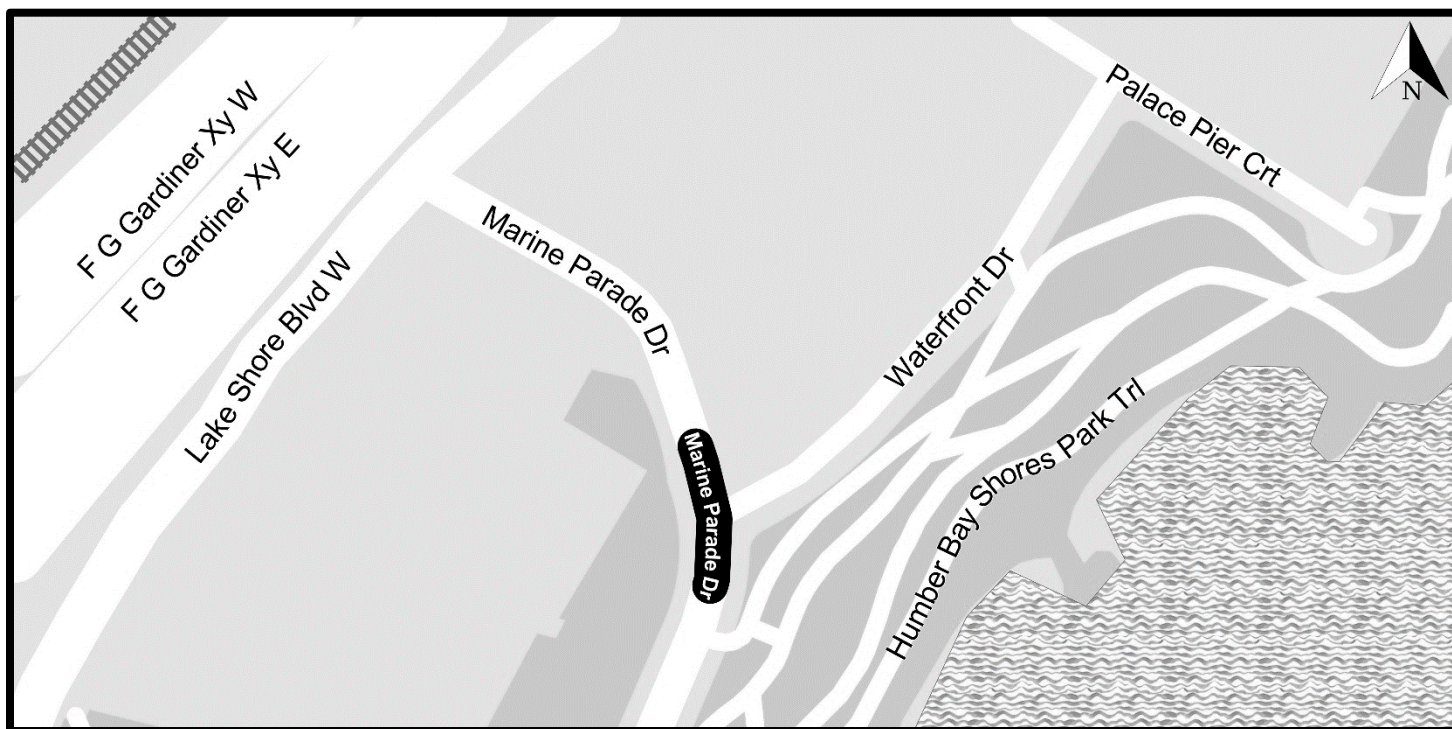 Palace Pier Crt
N
F G Gardiner Xy W
F G Gardiner Xy E
Marine Parade Dr
Lake Shore Blvd W
Waterfront Dr
Marine Parade Dr
Humber Bay Shores Park Trl